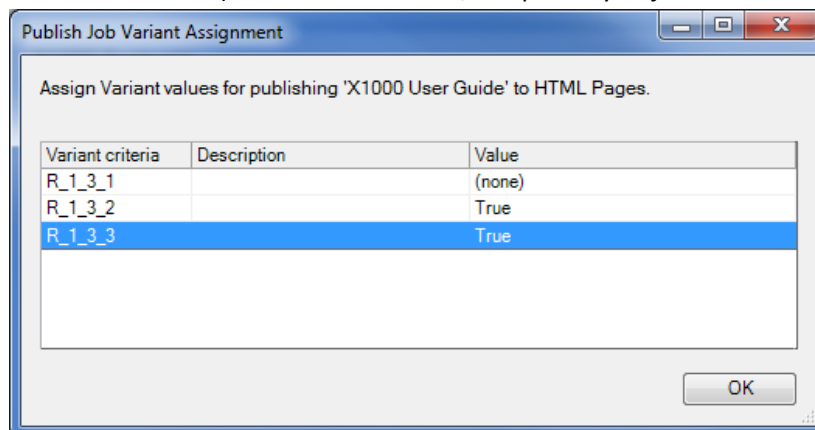 Publish Job Variant Assignment
Assign Variant values for publishing 'X1000 User Guide' to HTML Pages.
Variant criteria Description Value
R_1_3_1 (none)
R_1_3_2 True
R_1_3_3 True
OK